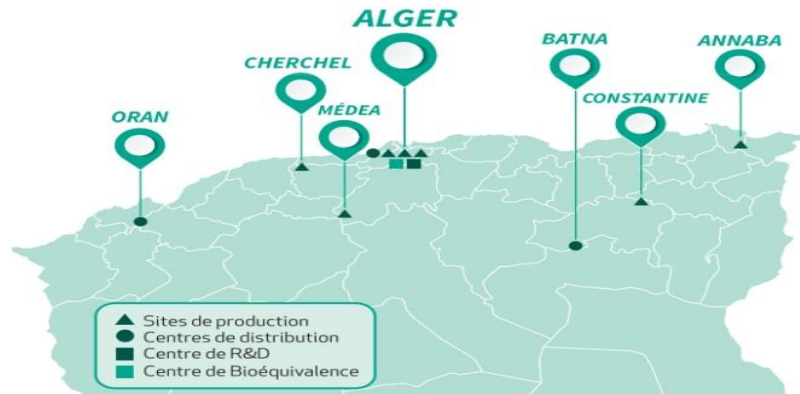 ALGER
BATNA
ANNABA
CHERCHEL
CONSTANTINE
MÉDEA
ORAN
Sites de production
Centres de distribution
Centre de R&D
Centre de Bioéquivalence